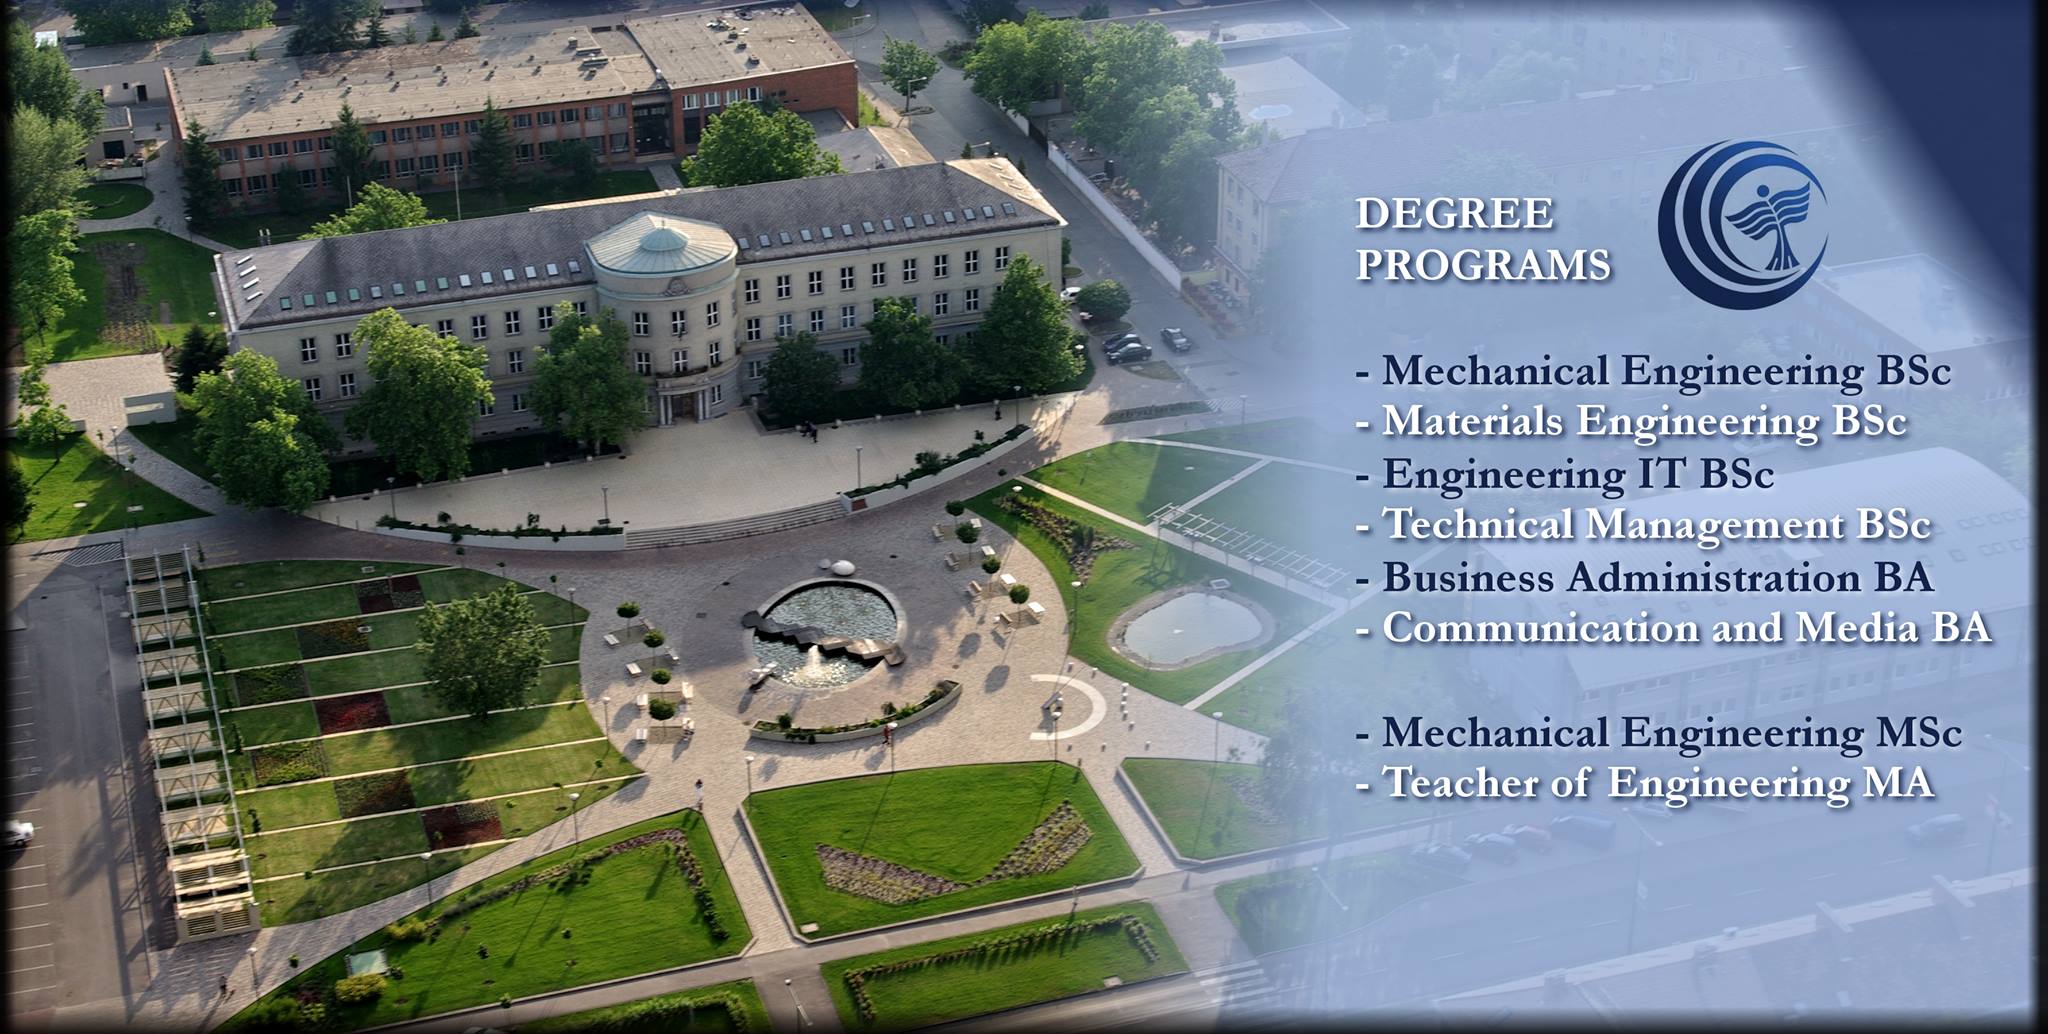 DEGREE
PROGRAMS
- Mechanical Engineering BSc
- Materials Engineering BSc
- Engineering IT BSc
- Technical Management BSc
- Business Administration BA
- Communication and Media BA
- Mechanical Engineering MSc
- Teacher of Engineering MA